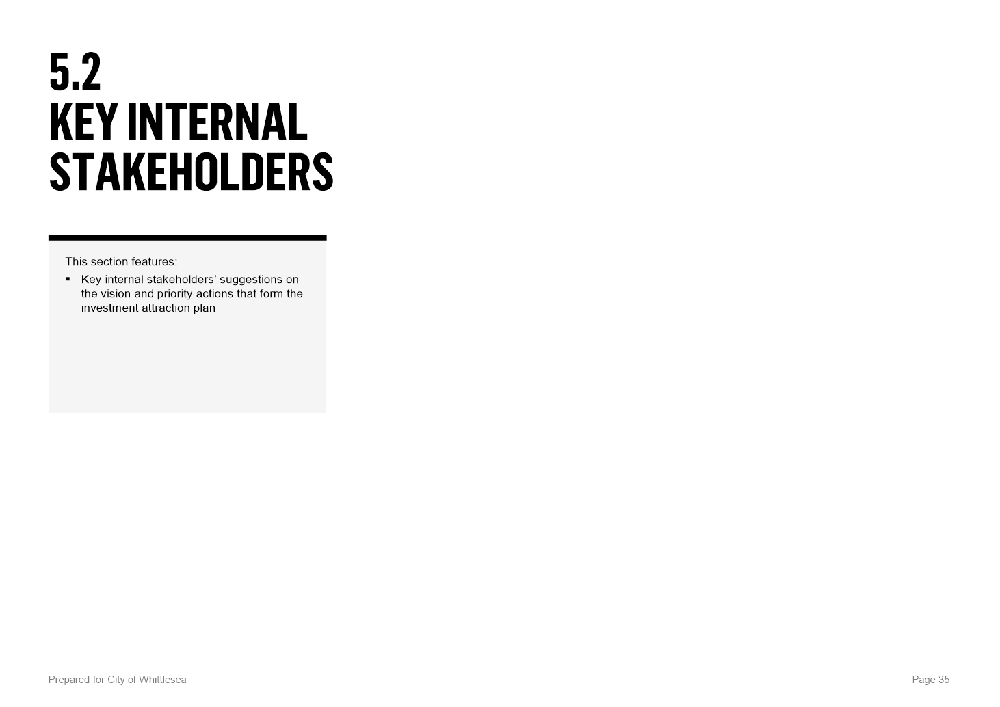 5.2
KEY INTERNAL
STAKEHOLDERS
This section features:
▪ Key internal stakeholders’ suggestions on
the vision and priority actions that form the
investment attraction plan
Prepared for City of Whittlesea
Page 35